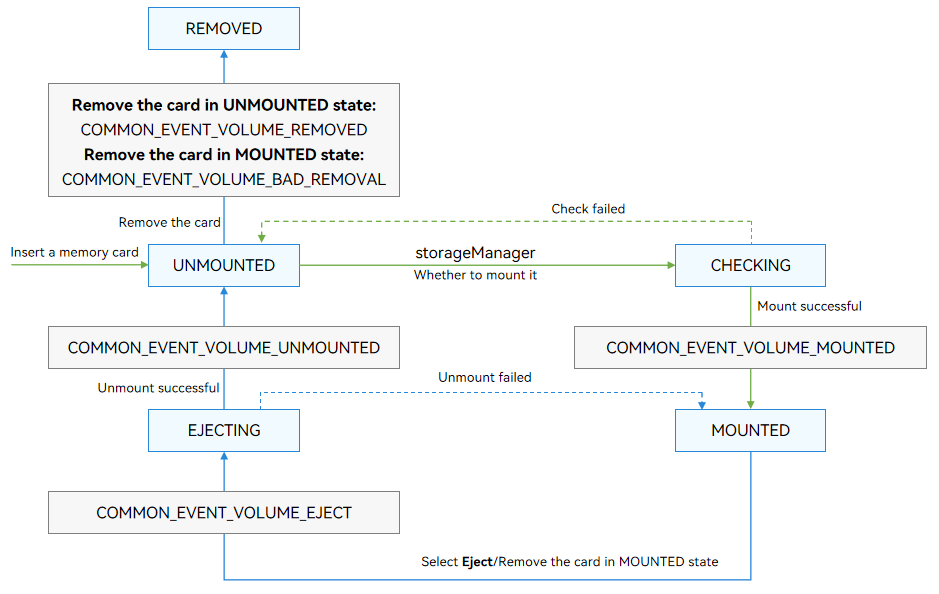 REMOVED
Remove the card in UNMOUNTED state:
COMMON_EVENT_VOLUME_REMOVED
Remove the card in MOUNTED state:
COMMON_EVENT_VOLUME_BAD_REMOVAL
Remove the card
Check failed
Insert a memory card
UNMOUNTED
storageManager
Whether to mount it
CHECKING
Mount successful
COMMON_EVENT_VOLUME_UNMOUNTED
COMMON_EVENT_VOLUME_MOUNTED
Unmount successful
Unmount failed
EJECTING
MOUNTED
COMMON_EVENT_VOLUME_EJECT
Select Eject/Remove the card in MOUNTED state